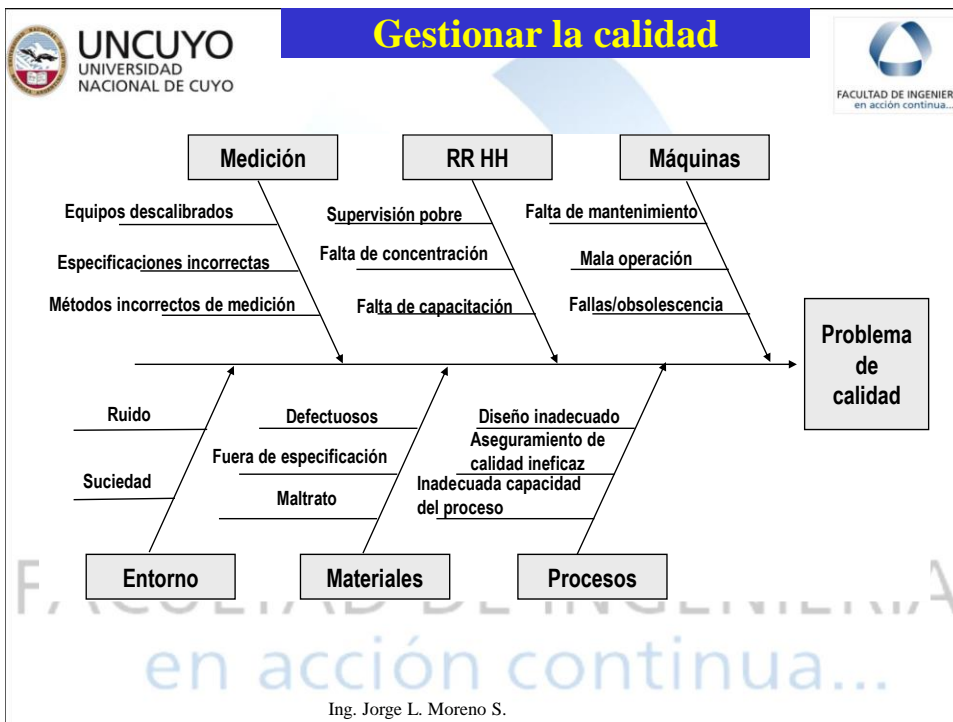 Gestionar la calidad
UNCUYO
UNIVERSIDAD
NACIONAL DE CUYO
FACULTAD DE INGENIER
en acción continua...
Medición
RR HH
Máquinas
Equipos descalibrados
Especificaciones incorrectas
Métodos incorrectos de medición
Supervisión pobre
Falta de concentración
Falta de capacitación
Falta de mantenimiento
Mala operación
Fallas/obsolescencia
Problema
de
calidad
Ruido
Suciedad
Defectuosos
Fuera de especificación
Maltrato
Diseño inadecuado
Aseguramiento de
calidad ineficaz
Inadecuada capacidad
del proceso
Entorno
Materiales
Procesos
FACULTAD DE INGENIERIA
en acción continua...
Ing. Jorge L. Moreno S.